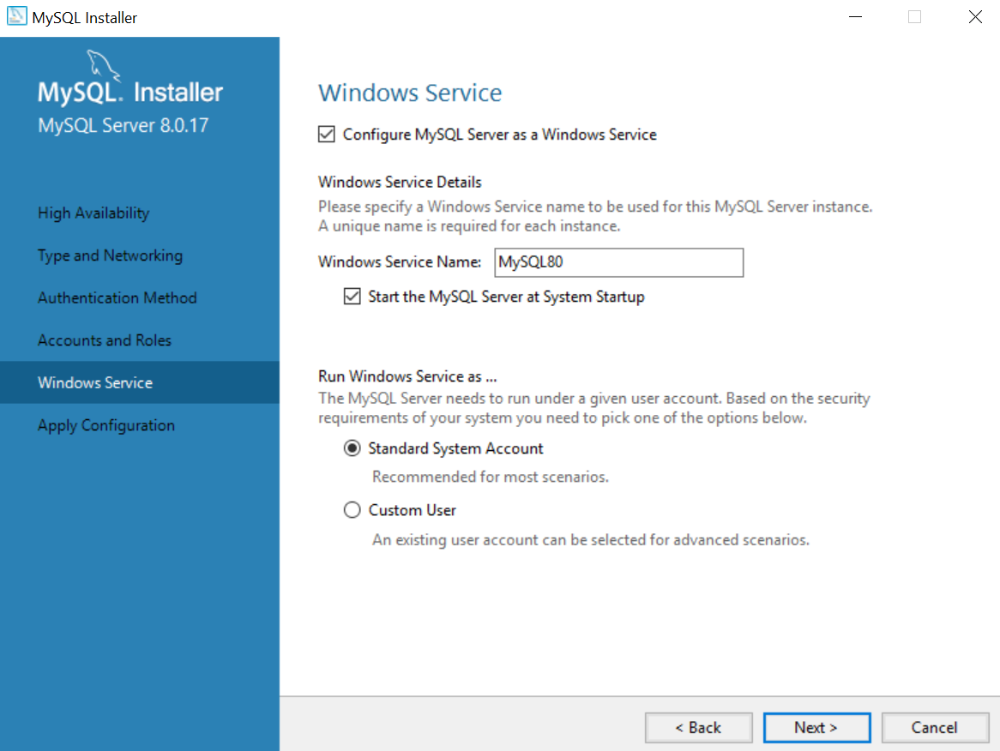 MySQL Installer
MySQL. Installer
MySQL Server 8.0.17
High Availability
Type and Networking
Authentication Method
Accounts and Roles
Windows Service
Apply Configuration
Windows Service
Configure MySQL Server as a Windows Service
Windows Service Details
Please specify a Windows Service name to be used for this MySQL Server instance.
A unique name is required for each instance.
Windows Service Name: MySQL80
Start the MySQL Server at System Startup
Run Windows Service as ...
The MySQL Server needs to run under a given user account. Based on the security
requirements of your system you need to pick one of the options below.
Standard System Account
Recommended for most scenarios.
Custom User
An existing user account can be selected for advanced scenarios.
< Back Next > Cancel